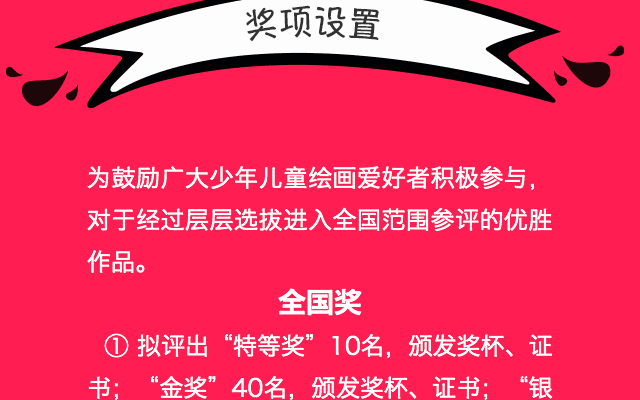 奖项设置
为鼓励广大少年儿童绘画爱好者积极参与，
对于经过层层选拔进入全国范围参评的优胜
作品。
全国奖
① 拟评出“特等奖”10名，颁发奖杯、证
书；“金奖”40名，颁发奖杯、证书；“银